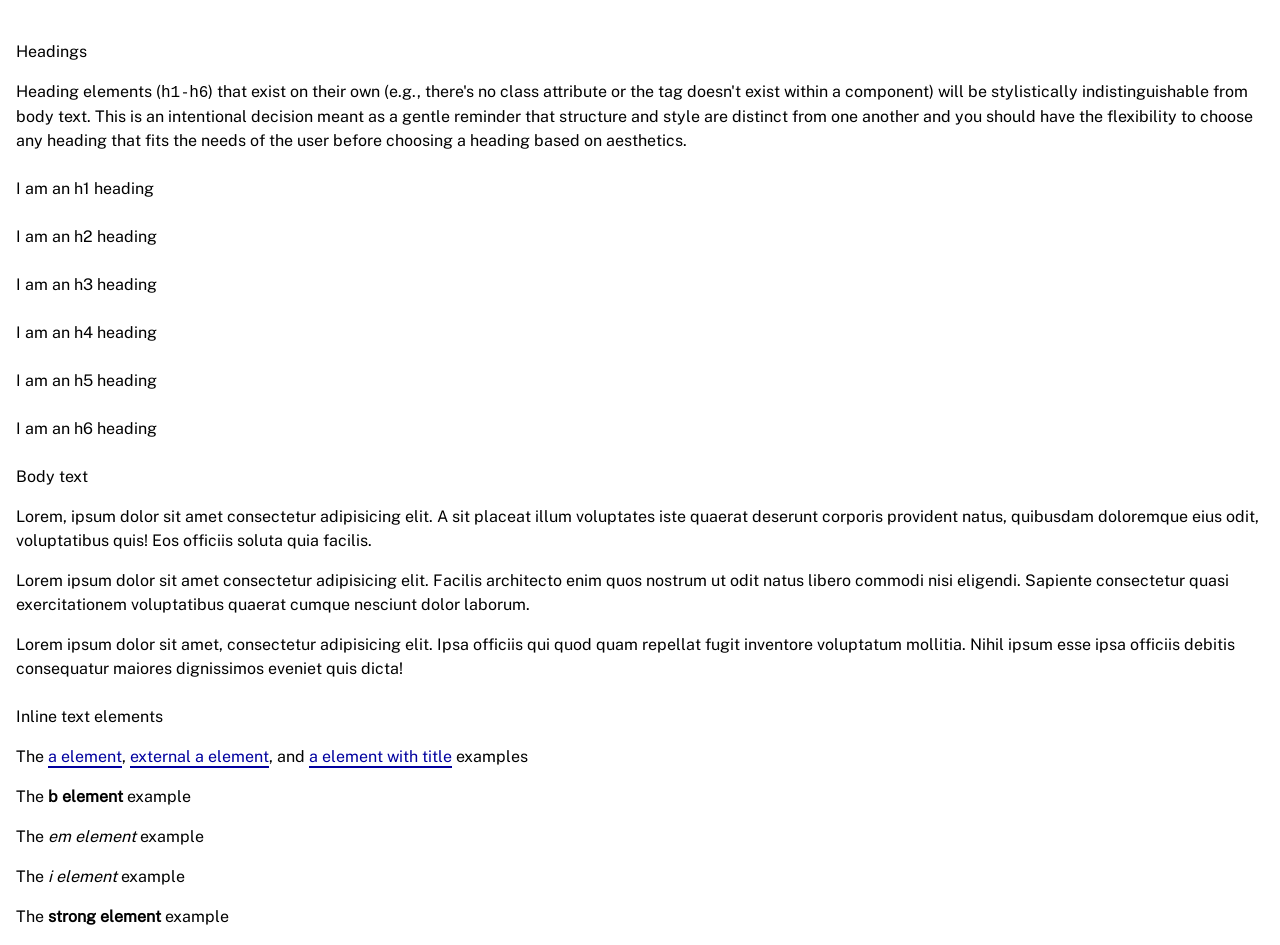 Headings
Heading elements (h1-h6) that exist on their own (e.g., there's no class attribute or the tag doesn't exist within a component) will be stylistically indistinguishable from
body text. This is an intentional decision meant as a gentle reminder that structure and style are distinct from one another and you should have the flexibility to choose
any heading that fits the needs of the user before choosing a heading based on aesthetics.
I am an h1 heading
I am an h2 heading
I am an h3 heading
I am an h4 heading
I am an h5 heading
I am an h6 heading
Body text
Lorem, ipsum dolor sit amet consectetur adipisicing elit. A sit placeat illum voluptates iste quaerat deserunt corporis provident natus, quibusdam doloremque eius odit,
voluptatibus quis! Eos officiis soluta quia facilis.
Lorem ipsum dolor sit amet consectetur adipisicing elit. Facilis architecto enim quos nostrum ut odit natus libero commodi nisi eligendi. Sapiente consectetur quasi
exercitationem voluptatibus quaerat cumque nesciunt dolor laborum.
Lorem ipsum dolor sit amet, consectetur adipisicing elit. Ipsa officiis qui quod quam repellat fugit inventore voluptatum mollitia. Nihil ipsum esse ipsa officiis debitis
consequatur maiores dignissimos eveniet quis dicta!
Inline text elements
The a element, external a element, and a element with title examples
The b element example
The em element example
The i element example
The strong element example